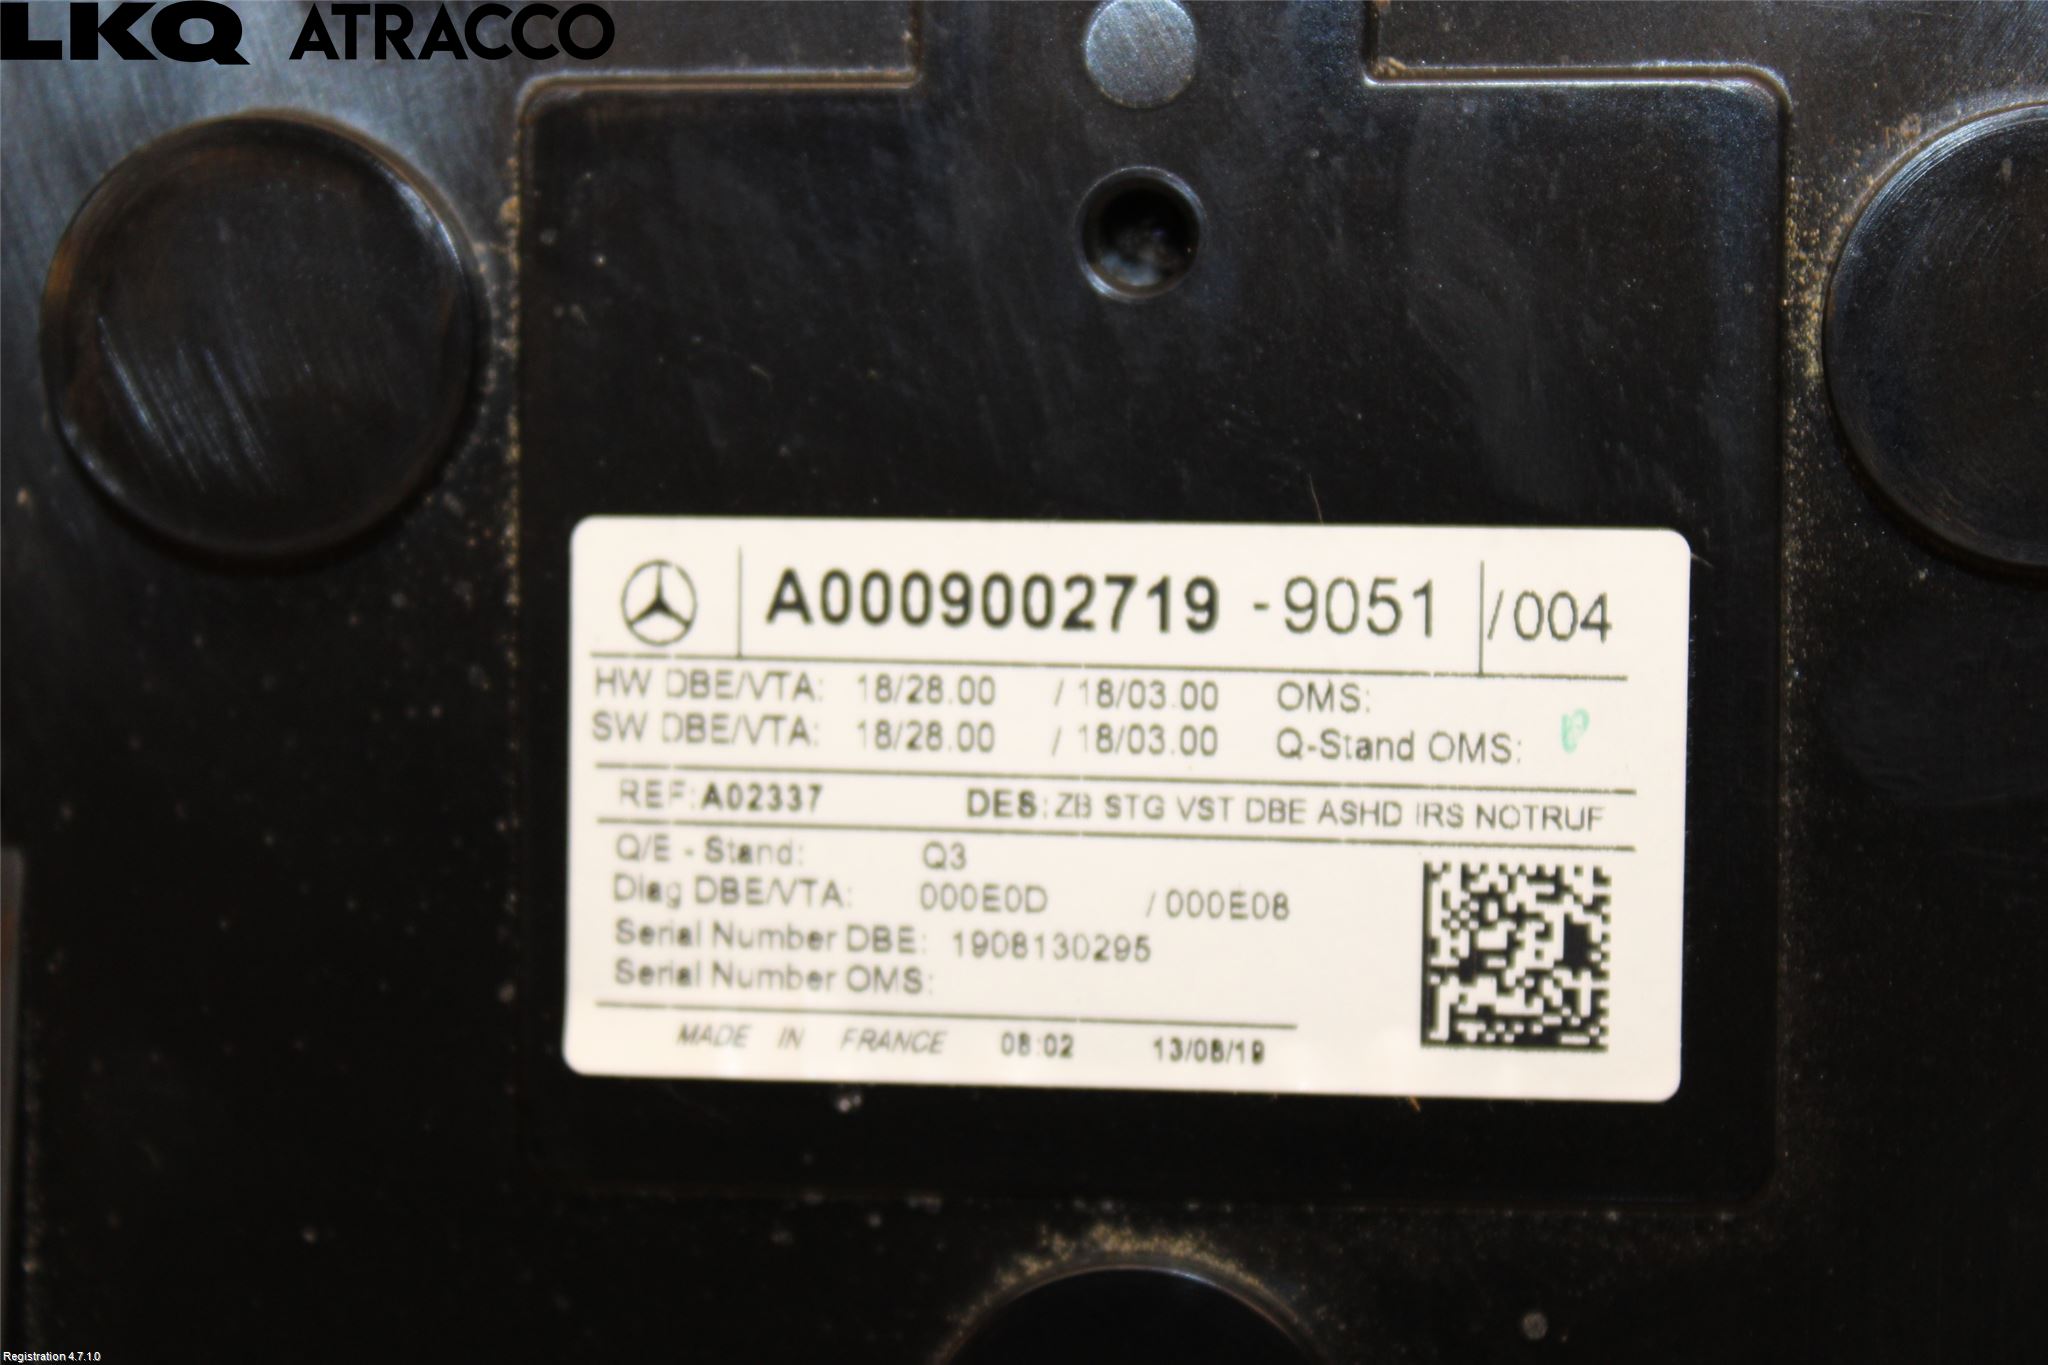 LKQ ATRACCO
A0009002719 -9051 /004
HW DBE/VTA: 18/28.00 / 18/03.00 OMS:
SW DBE/VTA: 18/28.00 / 18/03.00 Q-Stand OMS:
REF: A02337 DES: ZB STG VST DBE ASHD IRS NOTRUF
Q/E - Stand: Q3
Diag DBE/VTA: 000E0D / 000E08
Serial Number DBE: 1908130295
Serial Number OMS:
MADE IN FRANCE 08:02 13/08/19
Registration 4.7.1.0